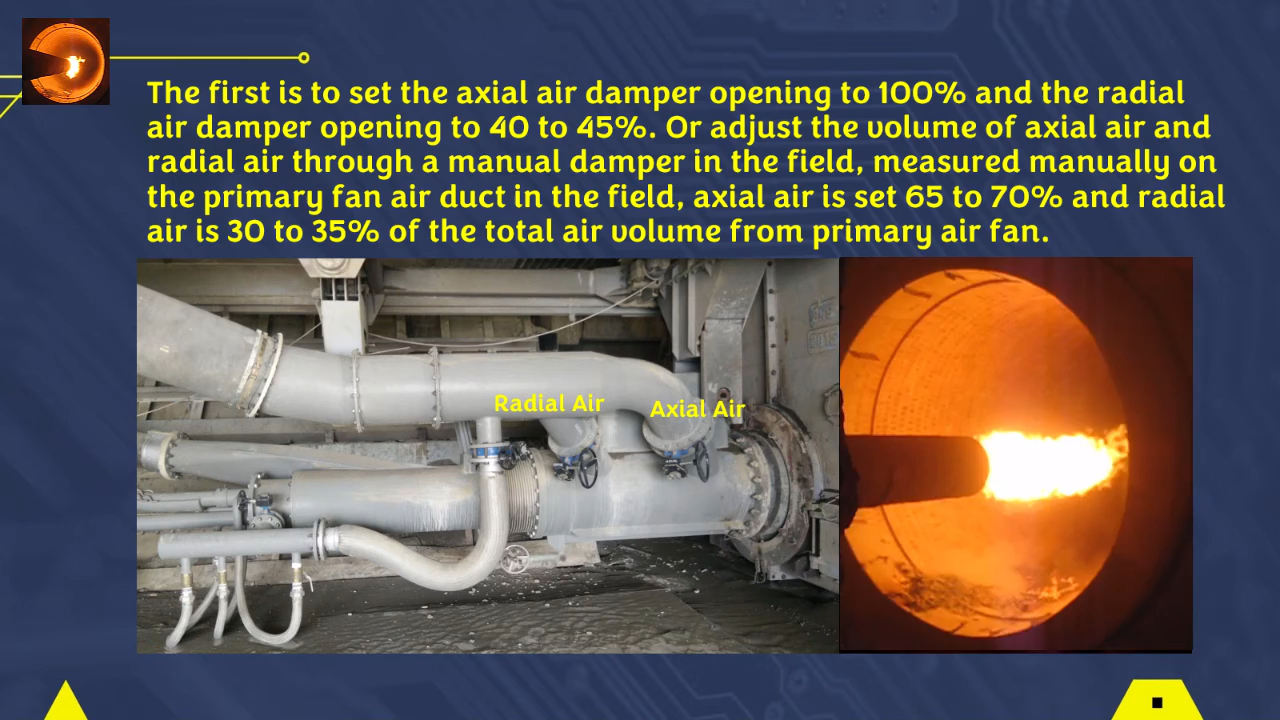 The first is to set the axial air damper opening to 100% and the radial
air damper opening to 40 to 45%. Or adjust the volume of axial air and
radial air through a manual damper in the field, measured manually on
the primary fan air duct in the field, axial air is set 65 to 70% and radial
air is 30 to 35% of the total air volume from primary air fan.
Radial Air
Axial Air